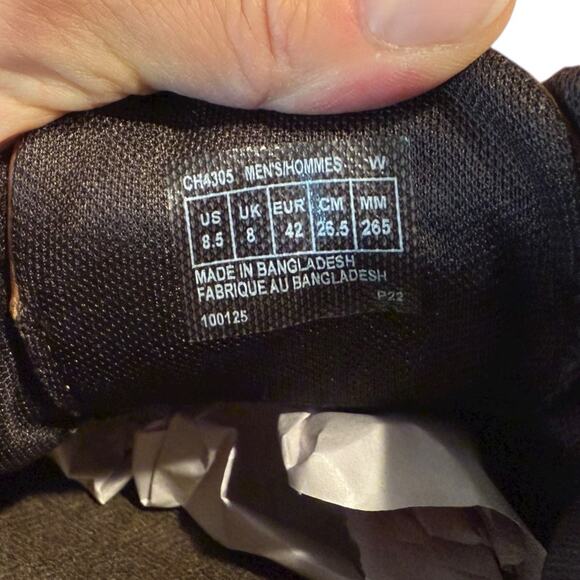 CH4305 MEN'S/HOMMES W
US UK EUR CM MM
8.5 8 42 26.5 265
MADE IN BANGLADESH
FABRIQUE AU BANGLADESH
P22
100125